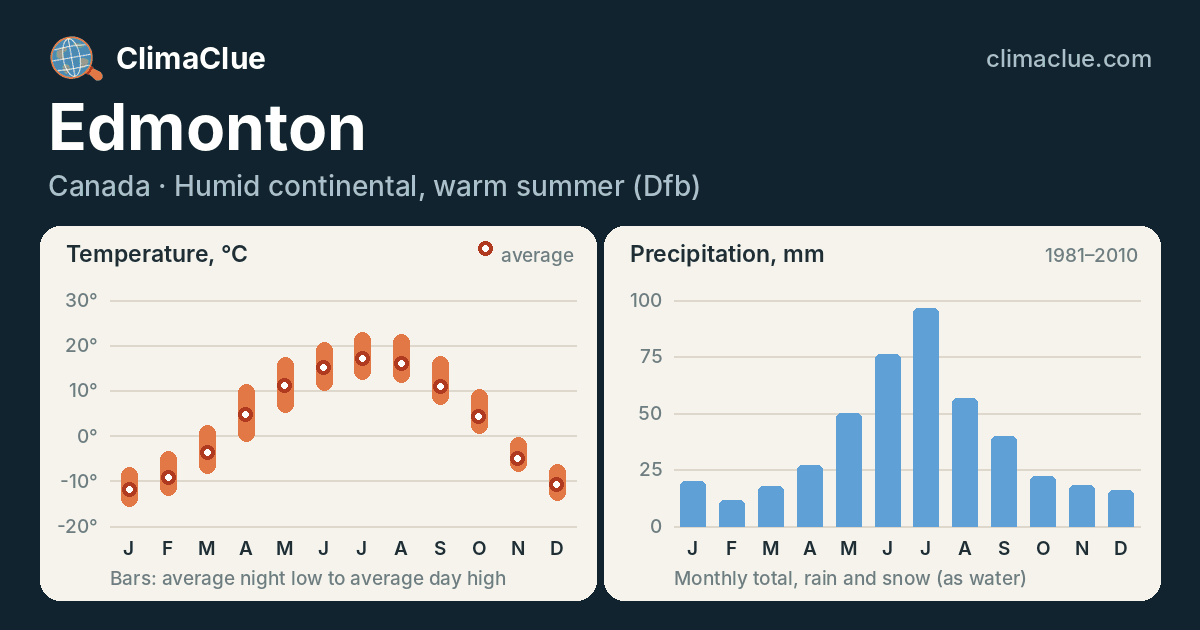 ClimaClue
climaclue.com
Edmonton
Canada · Humid continental, warm summer (Dfb)
Temperature, °C
average
30°
20°
10°
0°
-10°
-20°
J F M A M J J A S O N D
Bars: average night low to average day high
Precipitation, mm
1981–2010
100
75
50
25
0
J F M A M J J A S O N D
Monthly total, rain and snow (as water)